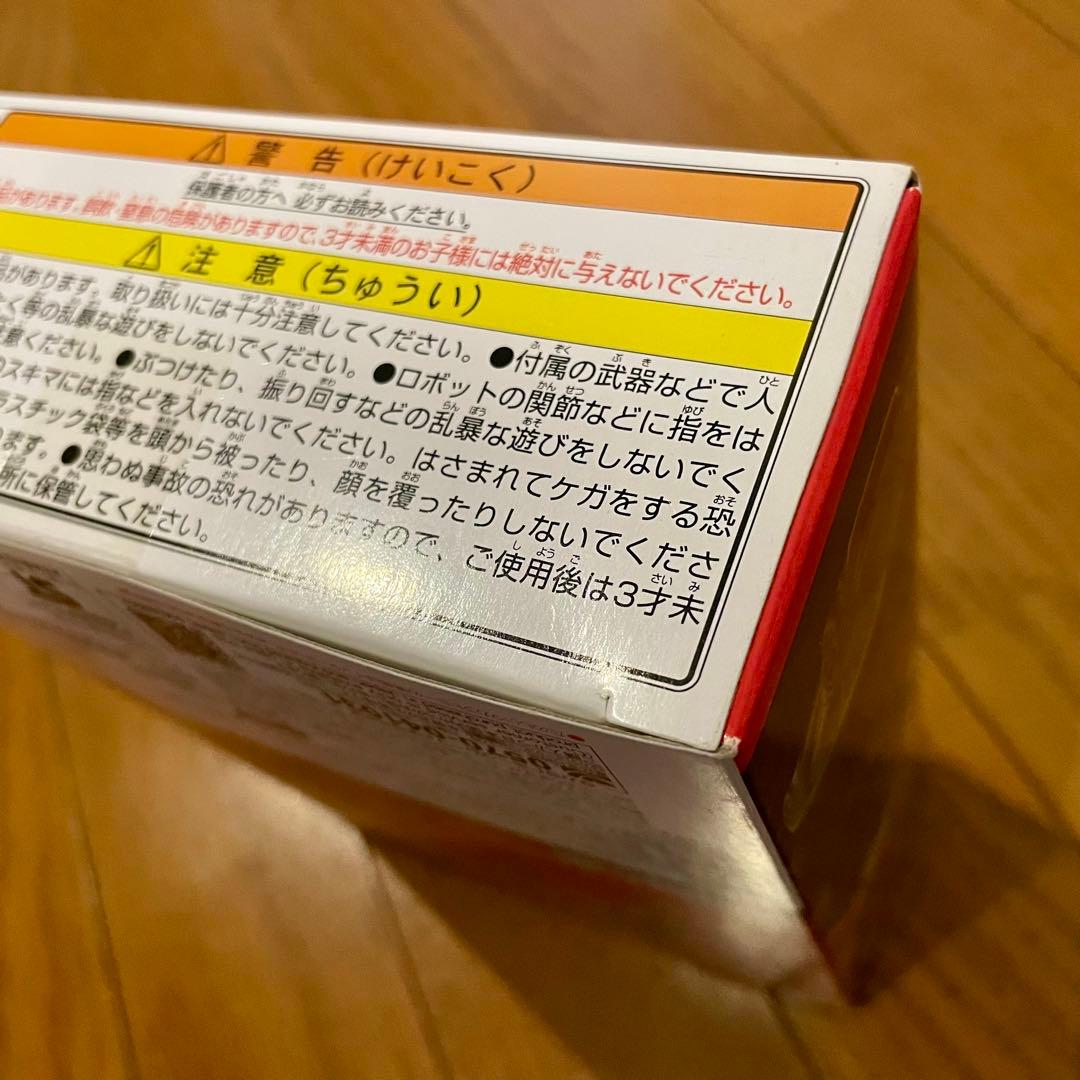 ⚠ 警告（けいこく）
保護者の方へ 必ずお読みください。
があります。誤飲・窒息の危険がありますので、3才未満のお子様には絶対に与えないでください。
⚠ 注意（ちゅうい）
があります。取り扱いには十分注意してください。●付属の武器などで人
く等の乱暴な遊びをしないでください。●ロボットの関節などに指をは
意ください。●ぶつけたり、振り回すなどの乱暴な遊びをしないでく
のスキマには指などを入れないでください。はさまれてケガをする恐
ラスチック袋等を頭から被ったり、顔を覆ったりしないでくださ
ます。●思わぬ事故の恐れがありますので、ご使用後は3才未
所に保管してください。